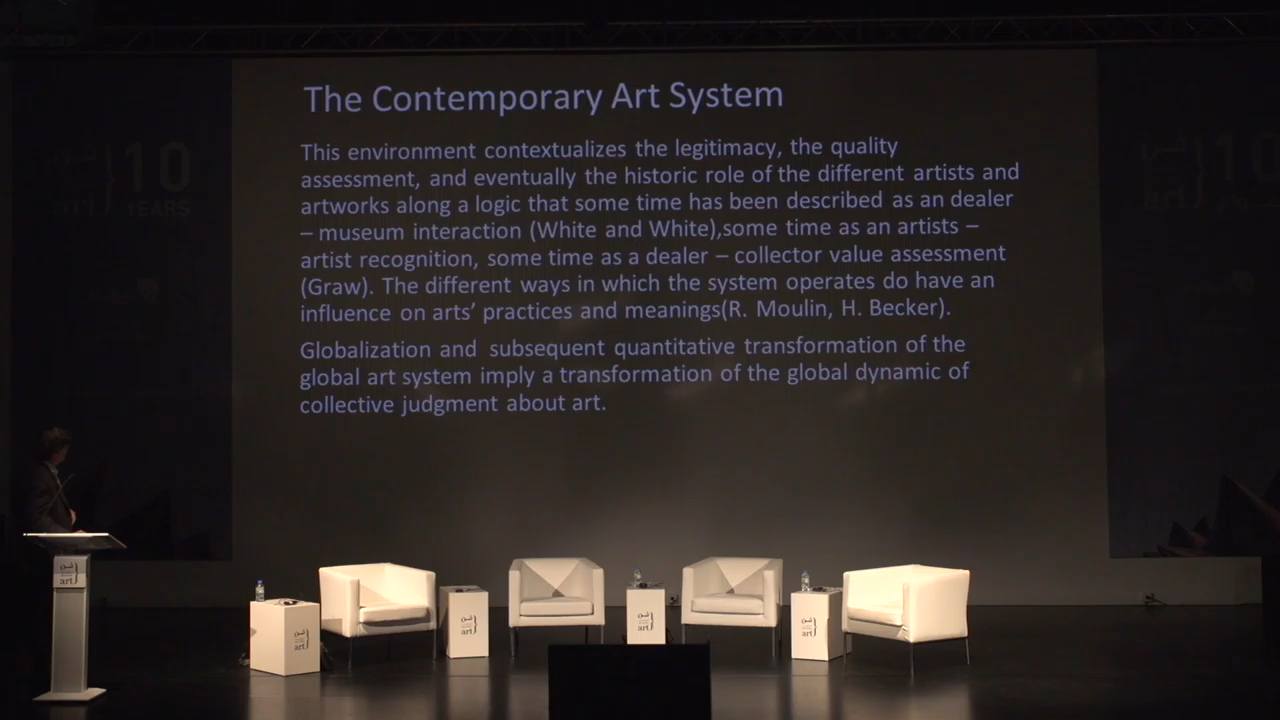 The Contemporary Art System
This environment contextualizes the legitimacy, the quality
assessment, and eventually the historic role of the different artists and
artworks along a logic that some time has been described as an dealer
– museum interaction (White and White),some time as an artists –
artist recognition, some time as a dealer – collector value assessment
(Graw). The different ways in which the system operates do have an
influence on arts’ practices and meanings(R. Moulin, H. Becker).
Globalization and subsequent quantitative transformation of the
global art system imply a transformation of the global dynamic of
collective judgment about art.
10
YEARS
10
art
art
art
art
art